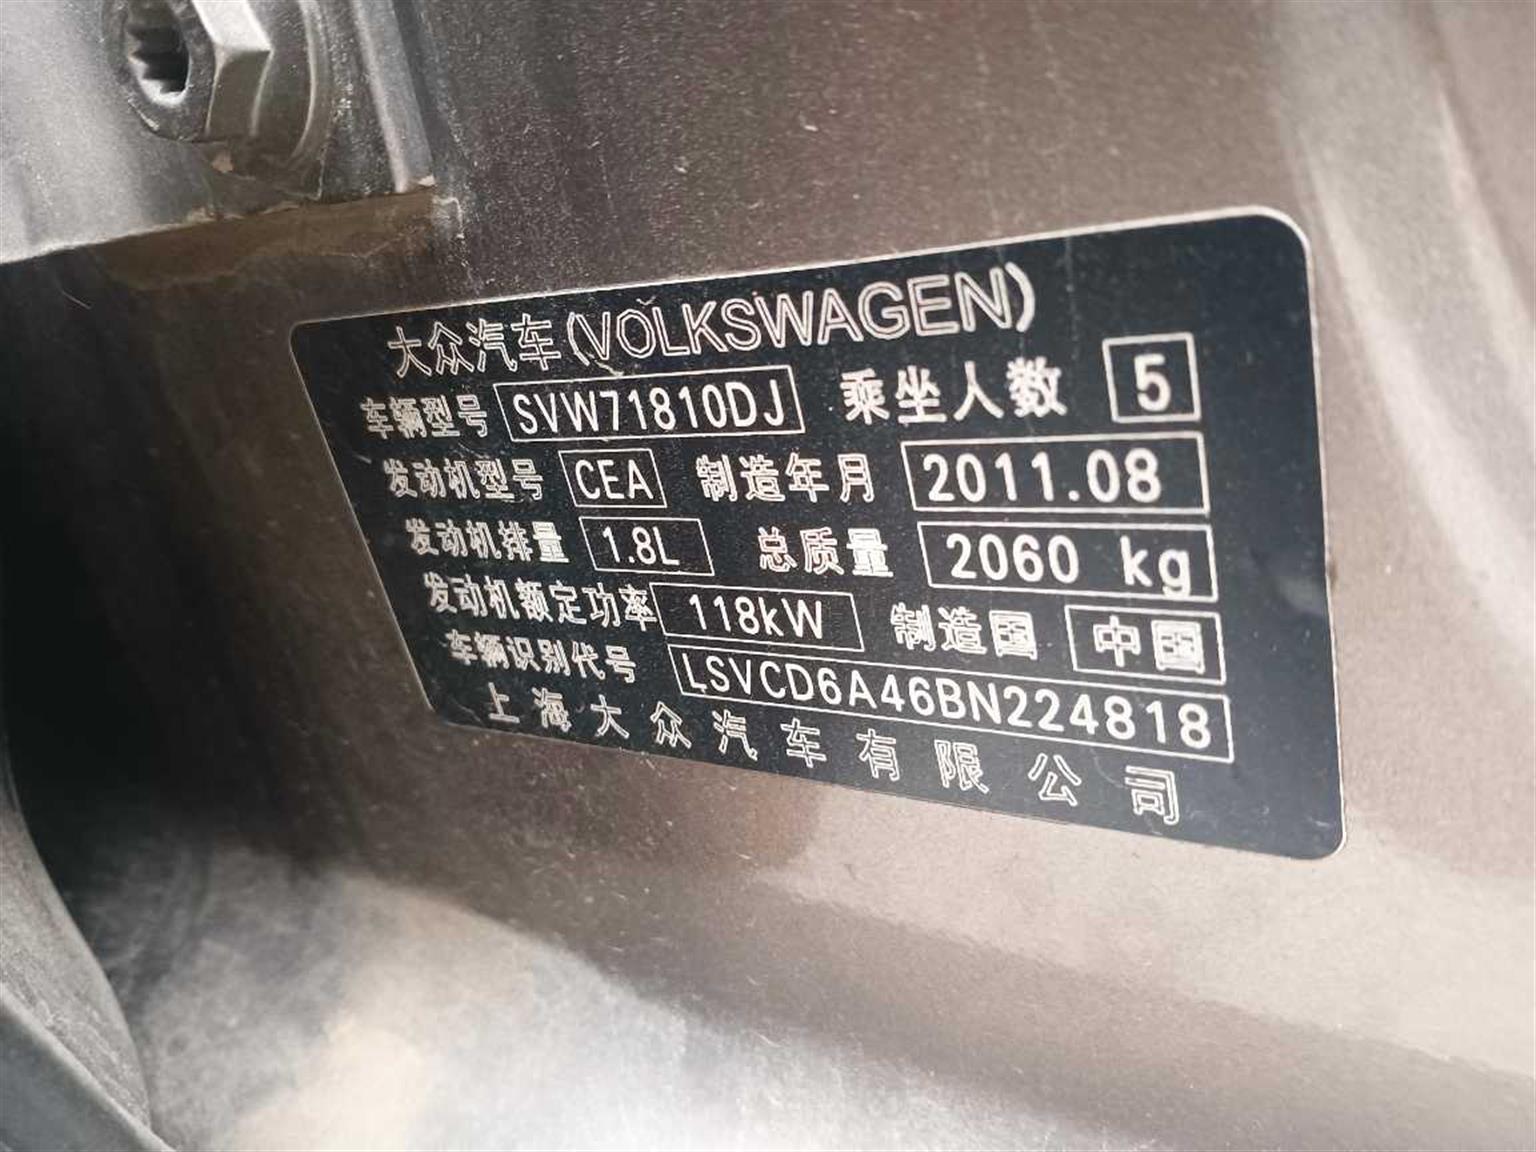 大众汽车(VOLKSWAGEN)
车辆型号 SVW71810DJ 乘坐人数 5
发动机型号 CEA 制造年月 2011.08
发动机排量 1.8L 总质量 2060 kg
发动机额定功率 118kW 制造国 中国
车辆识别代号 LSVCD6A46BN224818
上海大众汽车有限公司